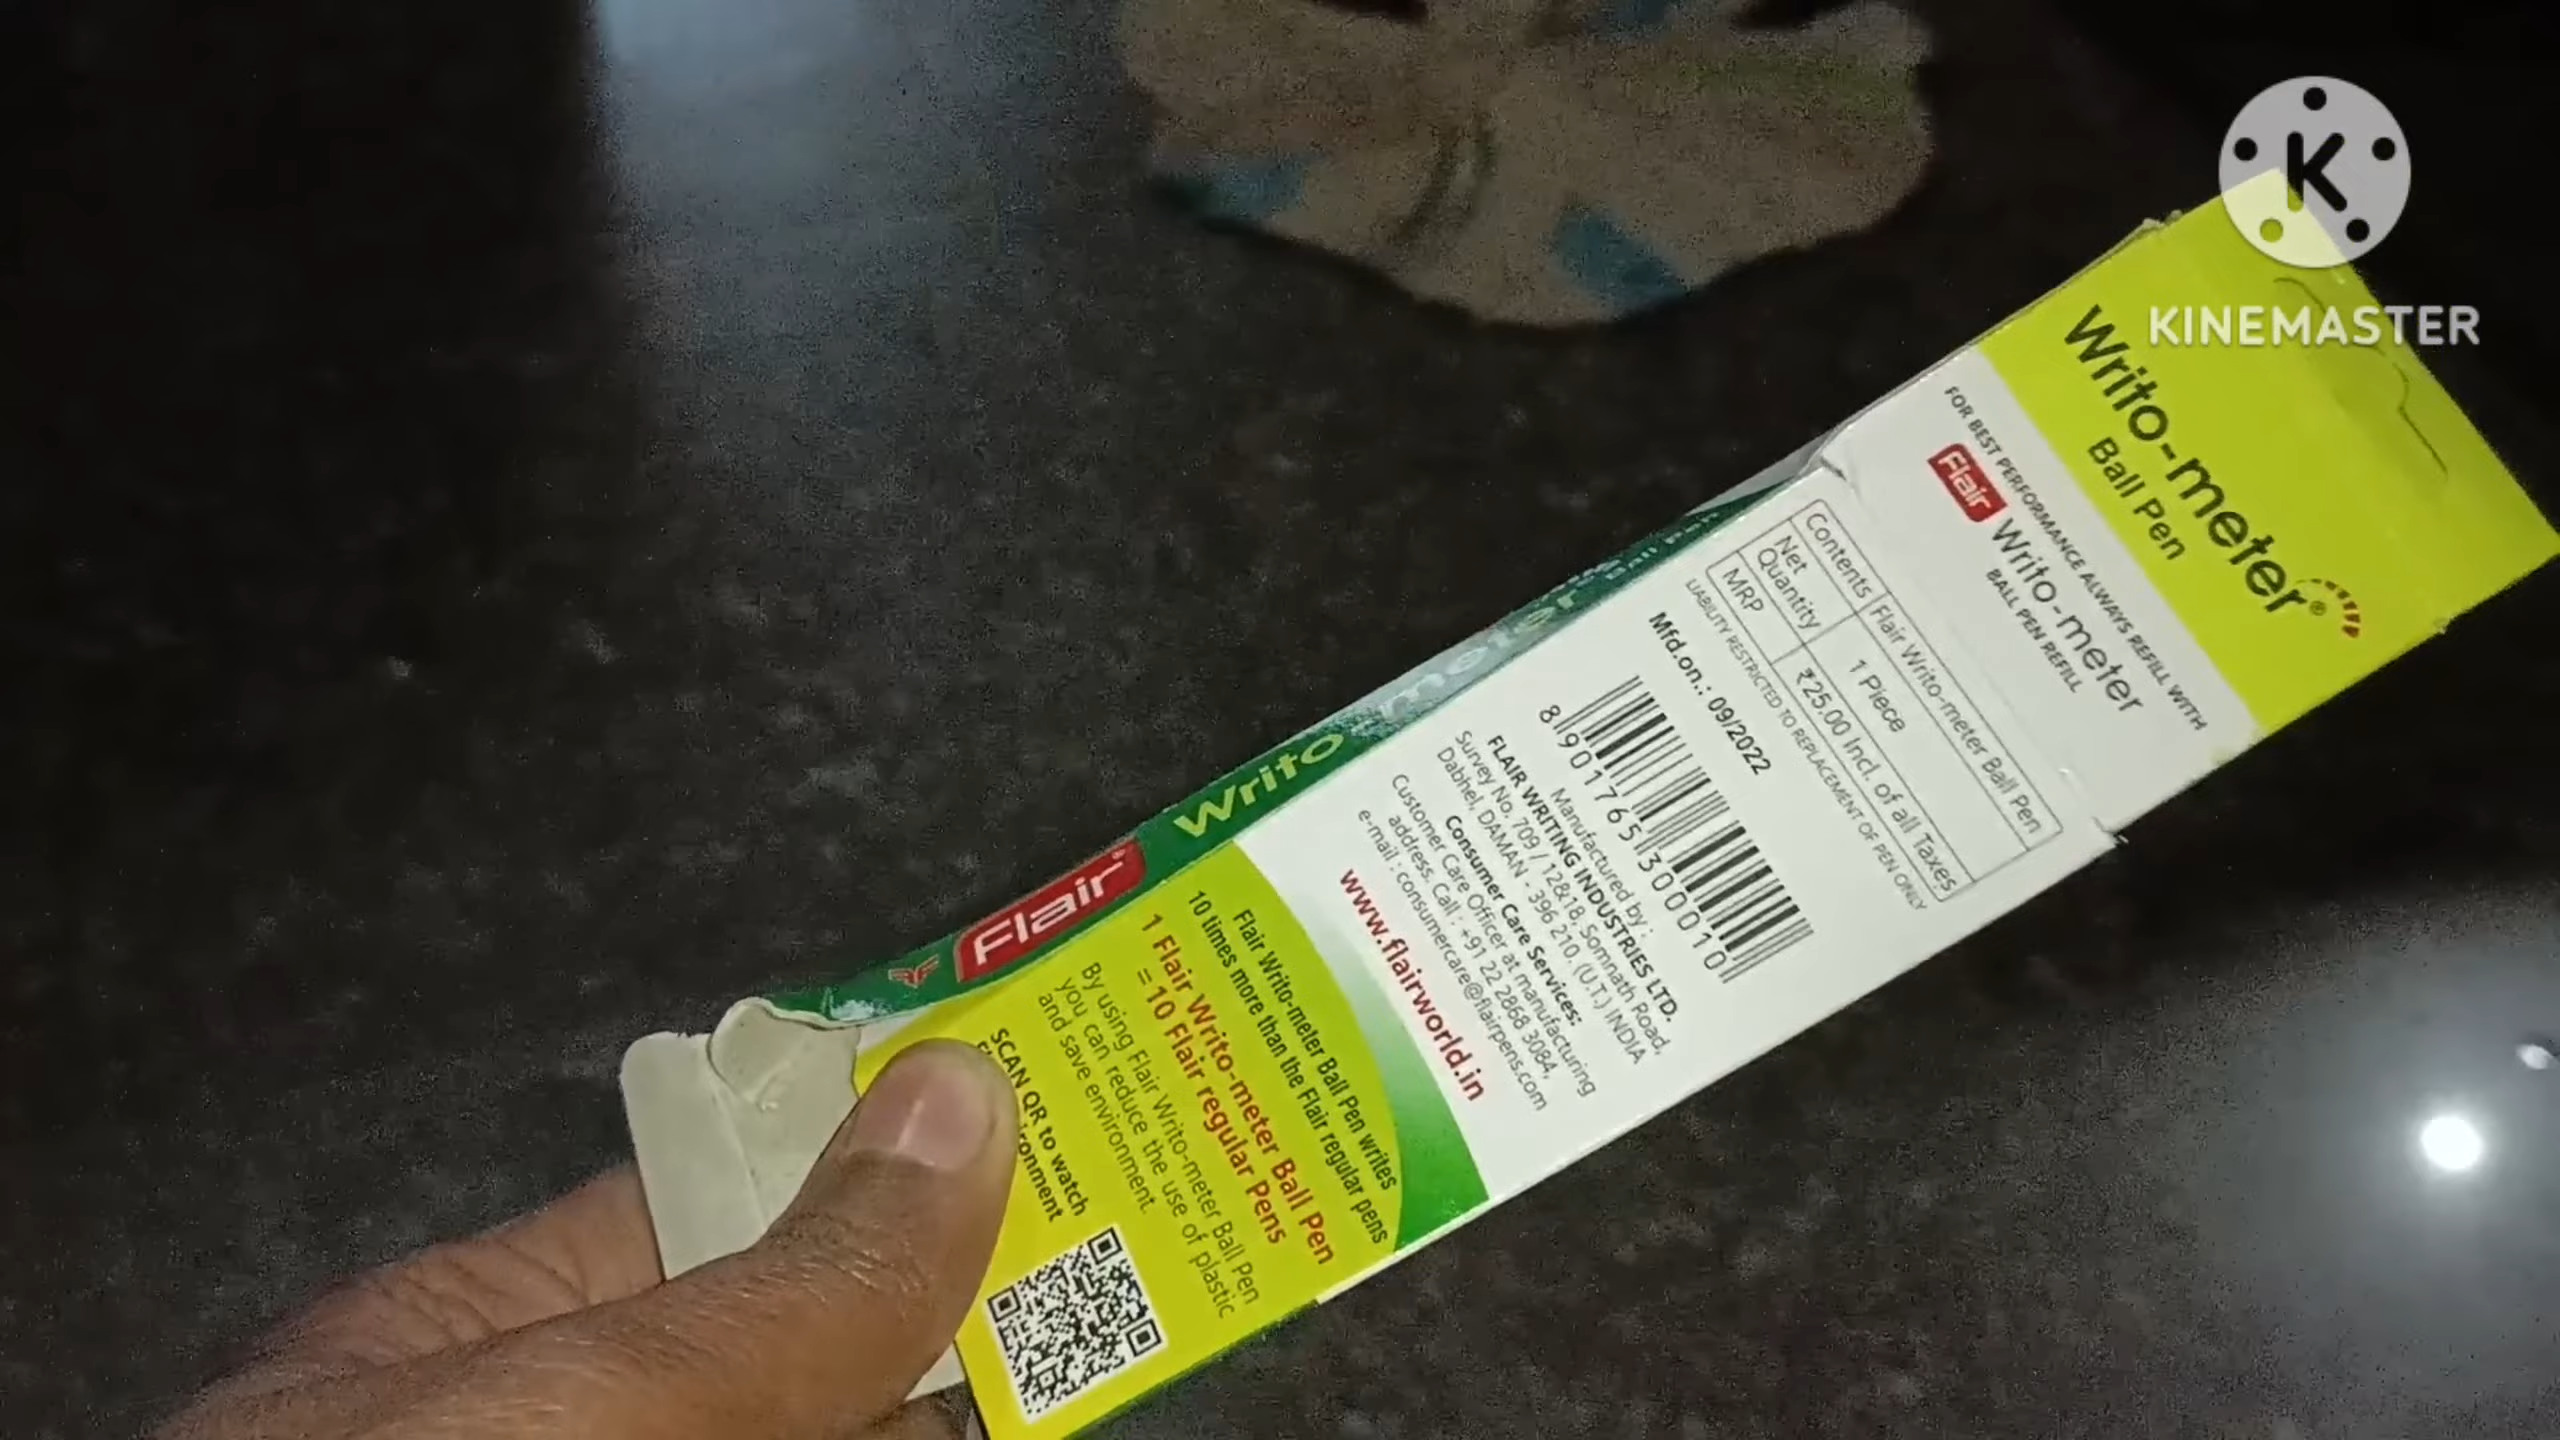 KINEMASTER
Writo-meter®
Ball Pen
FOR BEST PERFORMANCE ALWAYS REFILL WITH
Flair Writo-meter
BALL PEN REFILL
Contents Flair Writo-meter Ball Pen
Net Quantity 1 Piece
MRP ₹25.00 Incl. of all Taxes
LIABILITY RESTRICTED TO REPLACEMENT OF PEN ONLY
Mfd.on.: 09/2022
8 901765 300010
Manufactured by :
FLAIR WRITING INDUSTRIES LTD.
Survey No. 709 / 12&18, Somnath Road,
Dabhel, DAMAN - 396 210. (U.T.) INDIA
Consumer Care Services:
Customer Care Officer at manufacturing
address. Call : +91 22 2868 3084,
e-mail : consumercare@flairpens.com
www.flairworld.in
Flair Writo-meter Ball Pen writes
10 times more than the Flair regular pens
1 Flair Writo-meter Ball Pen
= 10 Flair regular Pens
By using Flair Writo-meter Ball Pen
you can reduce the use of plastic
and save environment.
SCAN QR to watch
Flair®
Writo meter